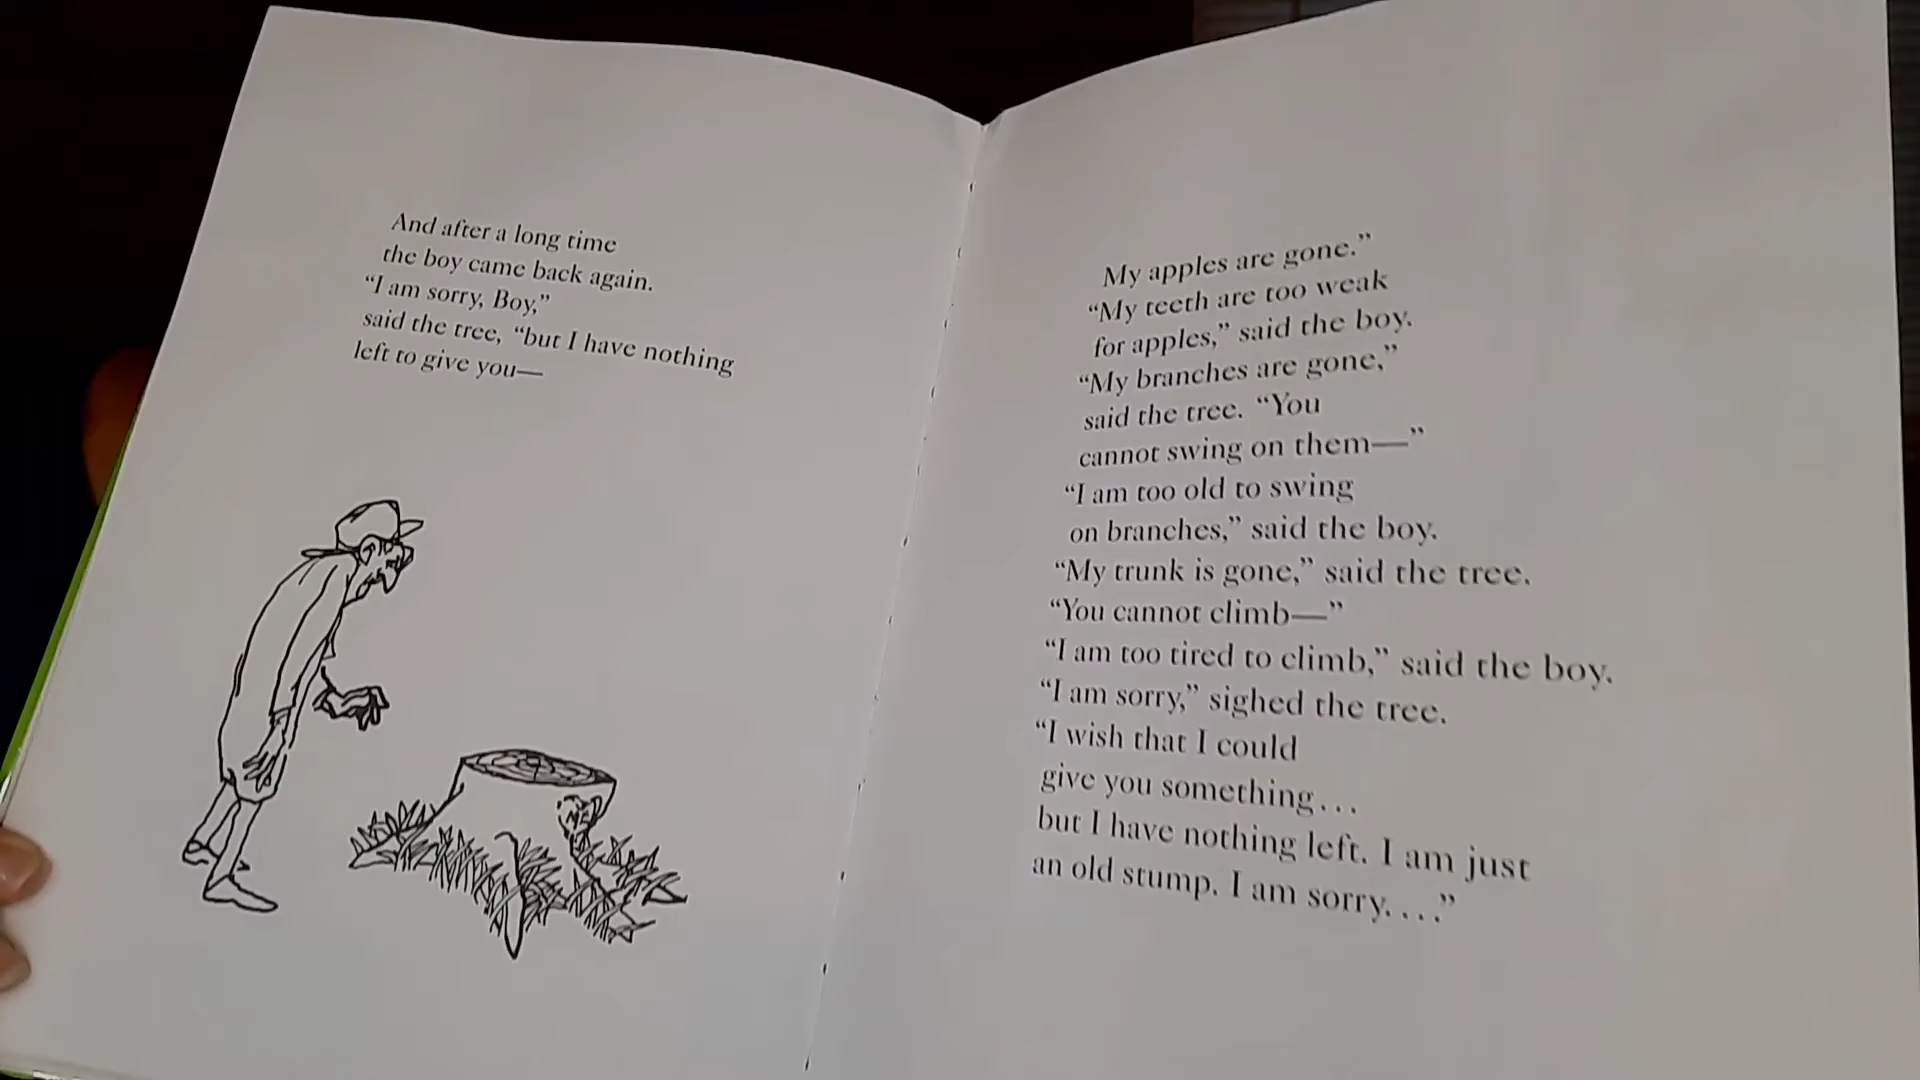 And after a long time
the boy came back again.
“I am sorry, Boy,”
said the tree, “but I have nothing
left to give you—
My apples are gone.”
“My teeth are too weak
for apples,” said the boy.
“My branches are gone,”
said the tree. “You
cannot swing on them—”
“I am too old to swing
on branches,” said the boy.
“My trunk is gone,” said the tree.
“You cannot climb—”
“I am too tired to climb,” said the boy.
“I am sorry,” sighed the tree.
“I wish that I could
give you something...
but I have nothing left. I am just
an old stump. I am sorry....”
M.E.